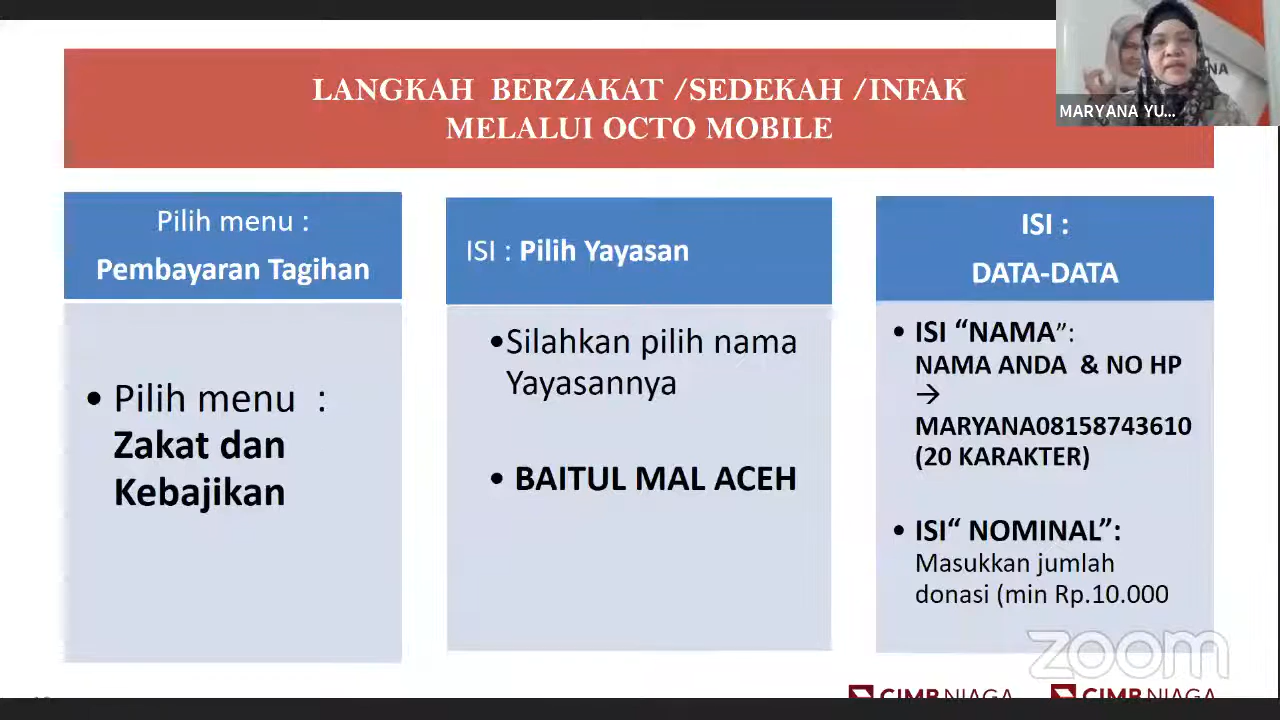 LANGKAH BERZAKAT /SEDEKAH /INFAK
MELALUI OCTO MOBILE
MARYANA YU...
Pilih menu :
Pembayaran Tagihan
• Pilih menu :
Zakat dan
Kebajikan
ISI : Pilih Yayasan
•Silahkan pilih nama
Yayasannya
• BAITUL MAL ACEH
ISI :
DATA-DATA
• ISI “NAMA”:
NAMA ANDA & NO HP
→
MARYANA08158743610
(20 KARAKTER)
• ISI“ NOMINAL”:
Masukkan jumlah
donasi (min Rp.10.000
zoom
CIMB NIAGA
CIMB NIAGA